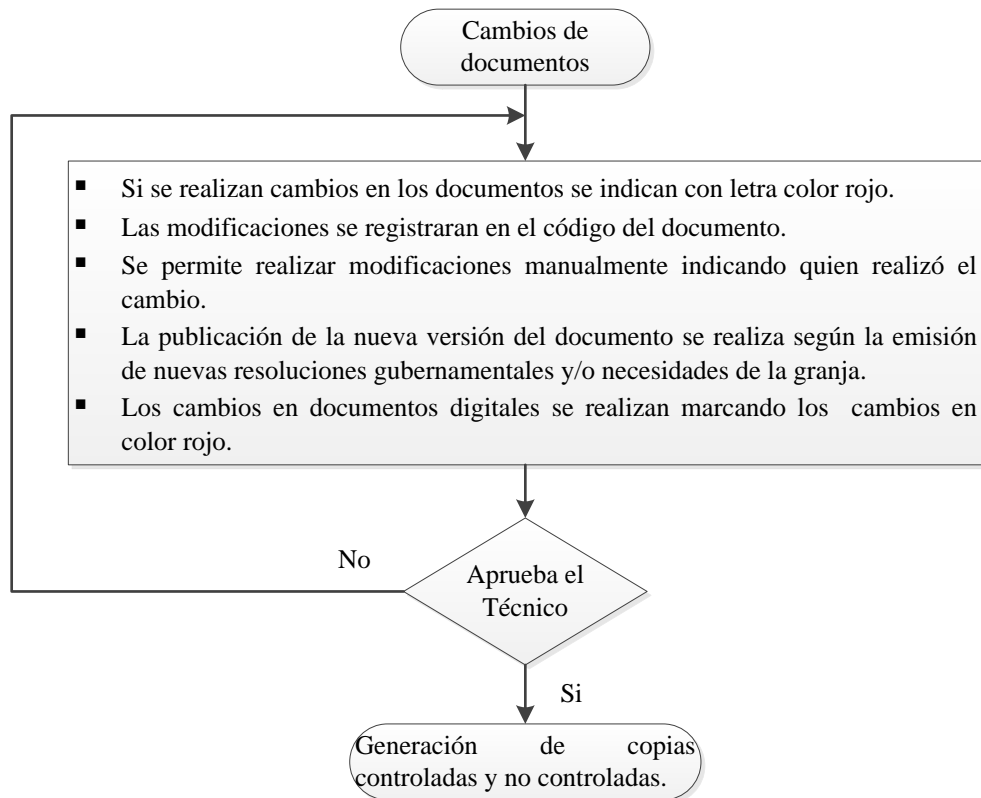 Cambios de
documentos
▪ Si se realizan cambios en los documentos se indican con letra color rojo.
▪ Las modificaciones se registraran en el código del documento.
▪ Se permite realizar modificaciones manualmente indicando quien realizó el
cambio.
▪ La publicación de la nueva versión del documento se realiza según la emisión
de nuevas resoluciones gubernamentales y/o necesidades de la granja.
▪ Los cambios en documentos digitales se realizan marcando los cambios en
color rojo.
No
Aprueba el
Técnico
Si
Generación de copias
controladas y no controladas.